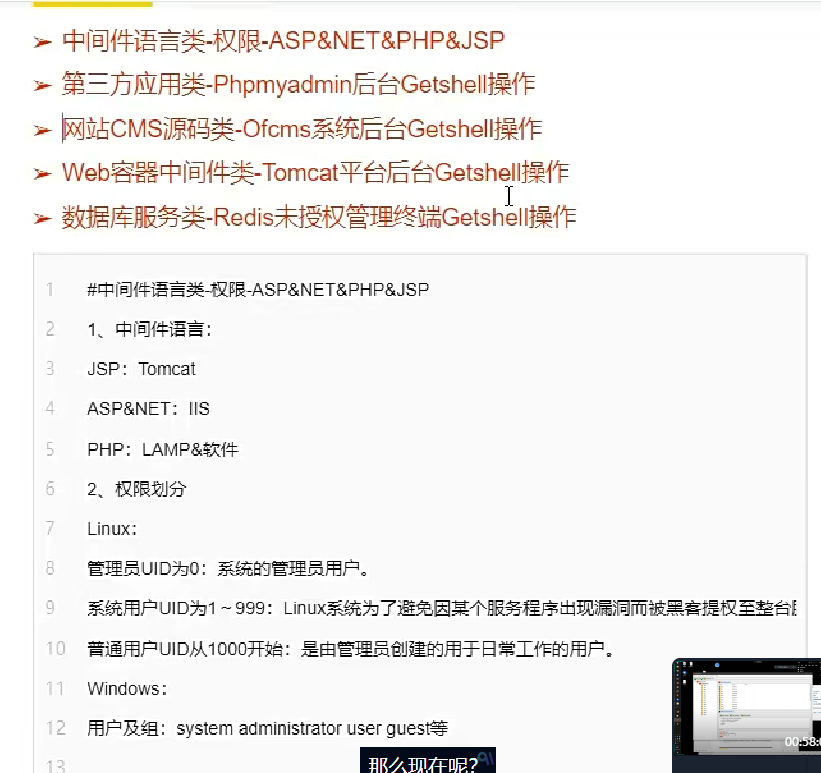 ➢ 中间件语言类-权限-ASP&NET&PHP&JSP
➢ 第三方应用类-Phpmyadmin后台Getshell操作
➢ 网站CMS源码类-Ofcms系统后台Getshell操作
➢ Web容器中间件类-Tomcat平台后台Getshell操作
➢ 数据库服务类-Redis未授权管理终端Getshell操作
1 #中间件语言类-权限-ASP&NET&PHP&JSP
2 1、中间件语言：
3 JSP：Tomcat
4 ASP&NET：IIS
5 PHP：LAMP&软件
6 2、权限划分
7 Linux：
8 管理员UID为0：系统的管理员用户。
9 系统用户UID为1～999：Linux系统为了避免因某个服务程序出现漏洞而被黑客提权至整台
10 普通用户UID从1000开始：是由管理员创建的用于日常工作的用户。
11 Windows：
12 用户及组：system administrator user guest等
13
那么现在呢？
00:58: